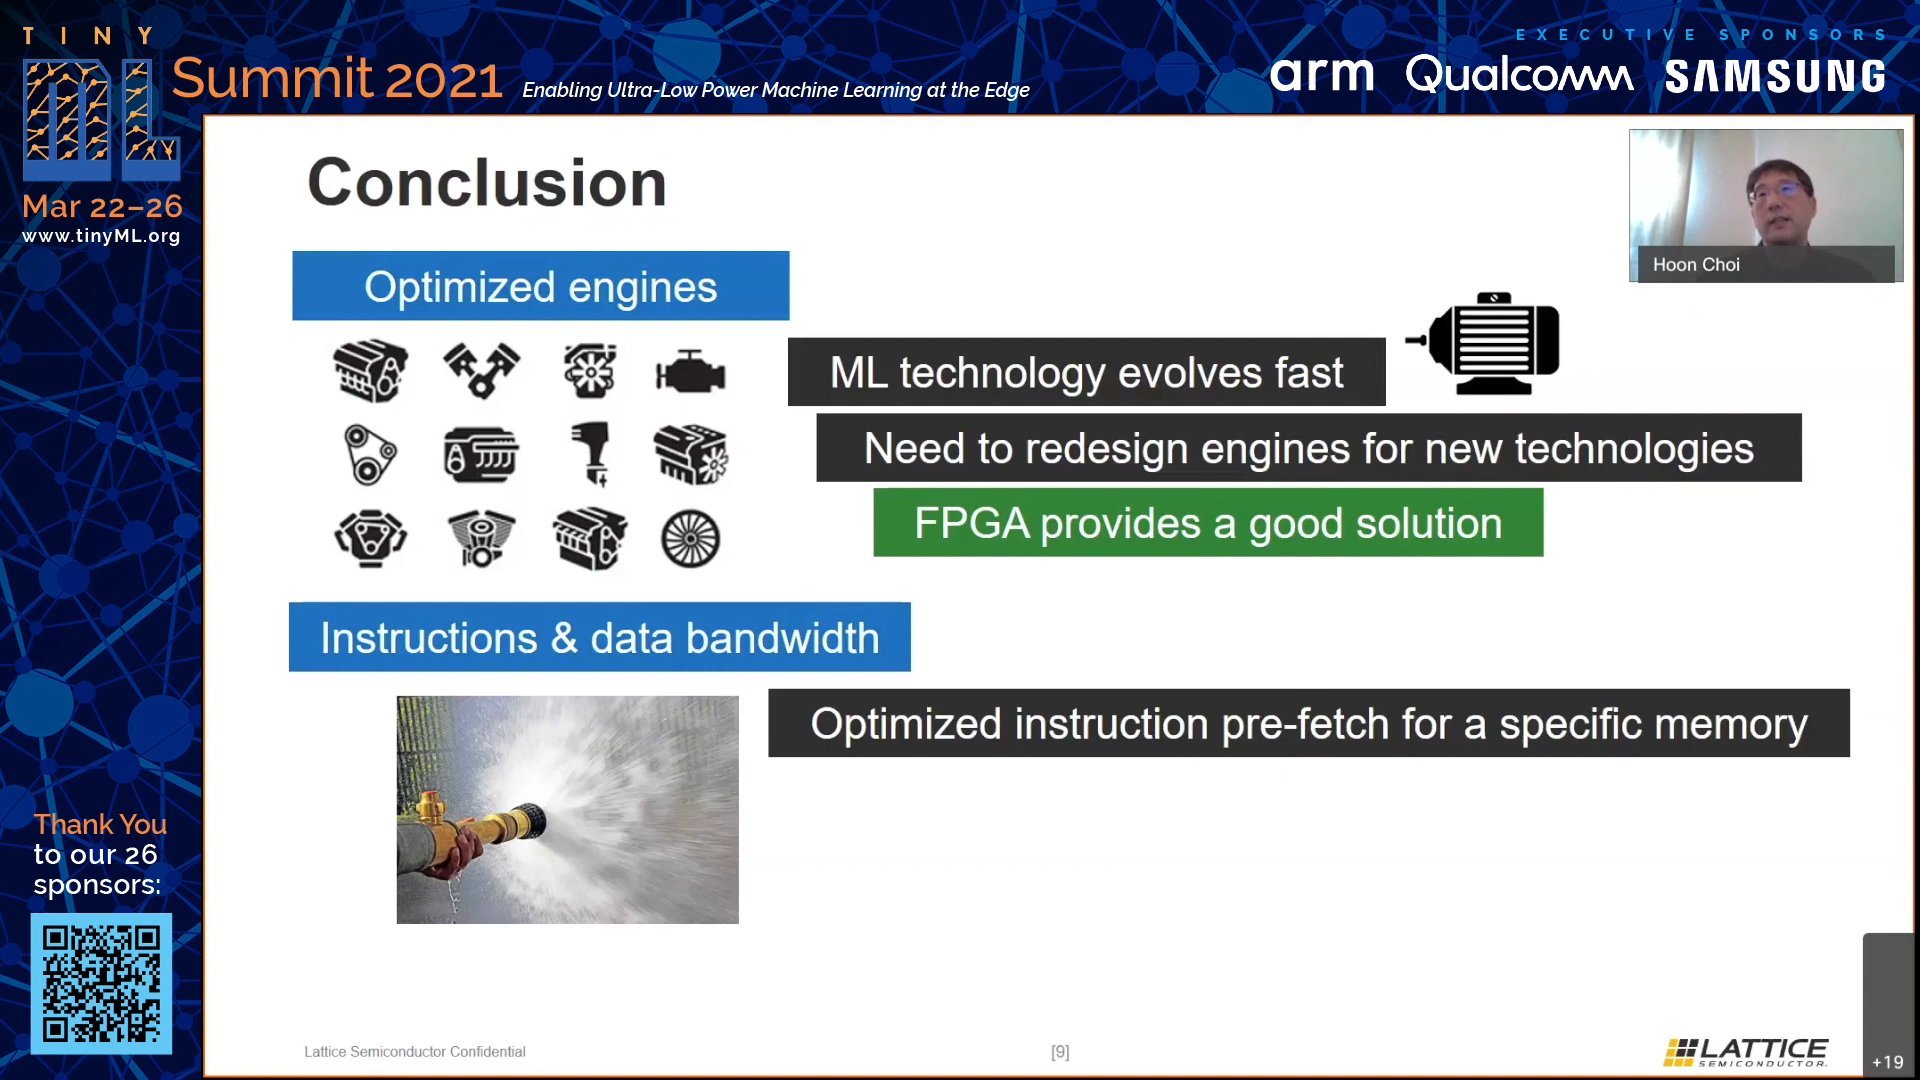 TINY
ML
Summit 2021
Enabling Ultra-Low Power Machine Learning at the Edge
EXECUTIVE SPONSORS
arm Qualcomm SAMSUNG
Mar 22–26
www.tinyML.org
Conclusion
Hoon Choi
Optimized engines
ML technology evolves fast
Need to redesign engines for new technologies
FPGA provides a good solution
Instructions & data bandwidth
Optimized instruction pre-fetch for a specific memory
Thank You
to our 26
sponsors:
Lattice Semiconductor Confidential
[9]
LATTICE
SEMICONDUCTOR.
+19